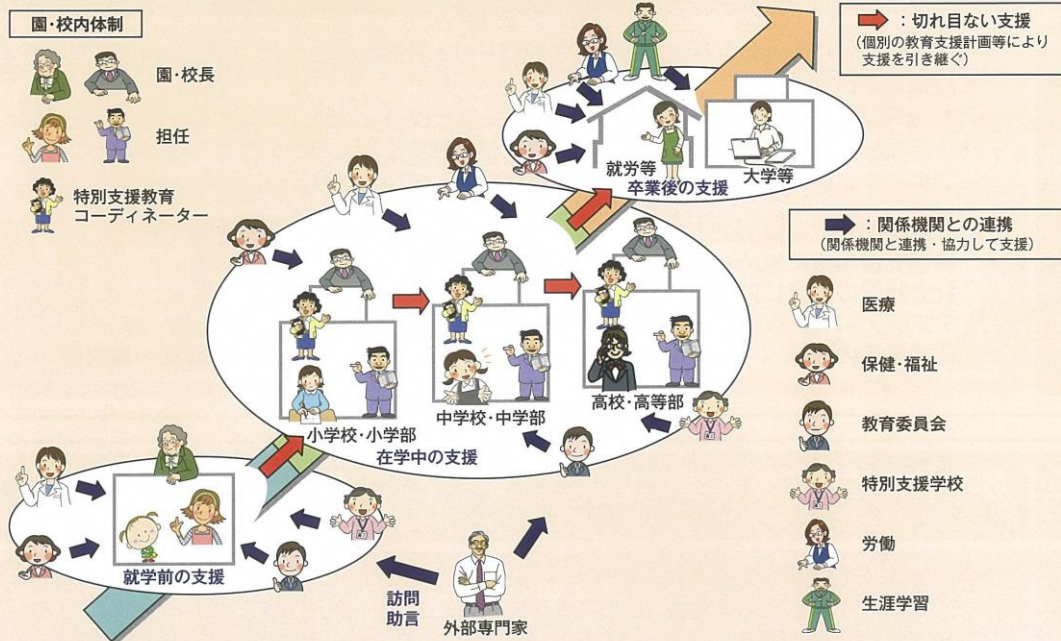 園・校内体制
園・校長
担任
特別支援教育
コーディネーター
：切れ目ない支援
(個別の教育支援計画等により
支援を引き継ぐ)
就労等
大学等
卒業後の支援
：関係機関との連携
(関係機関と連携・協力して支援)
医療
保健・福祉
教育委員会
特別支援学校
労働
生涯学習
小学校・小学部
中学校・中学部
高校・高等部
在学中の支援
就学前の支援
訪問
助言
外部専門家